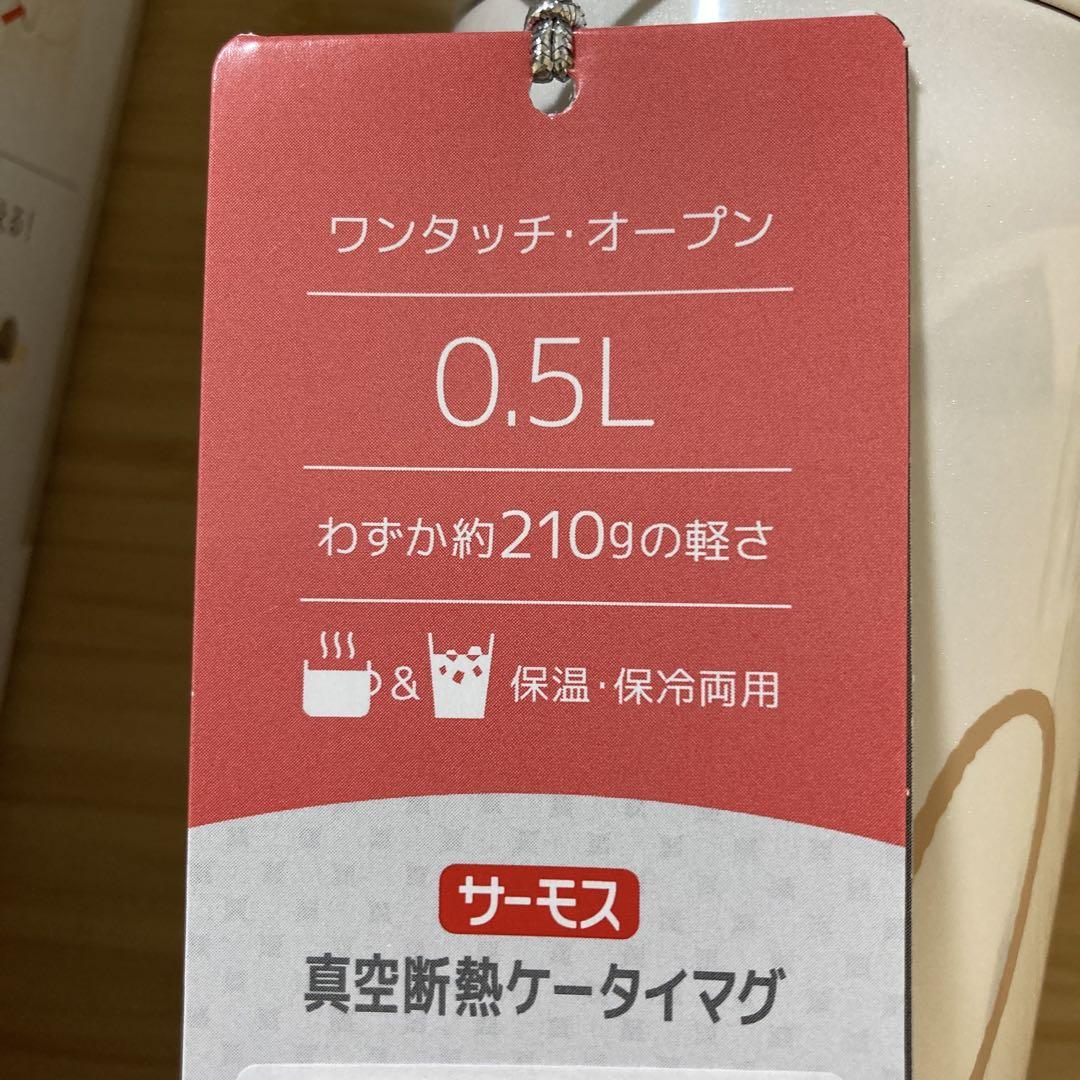 ワンタッチ・オープン
0.5L
わずか約210gの軽さ
& 保温・保冷両用
サーモス
真空断熱ケータイマグ